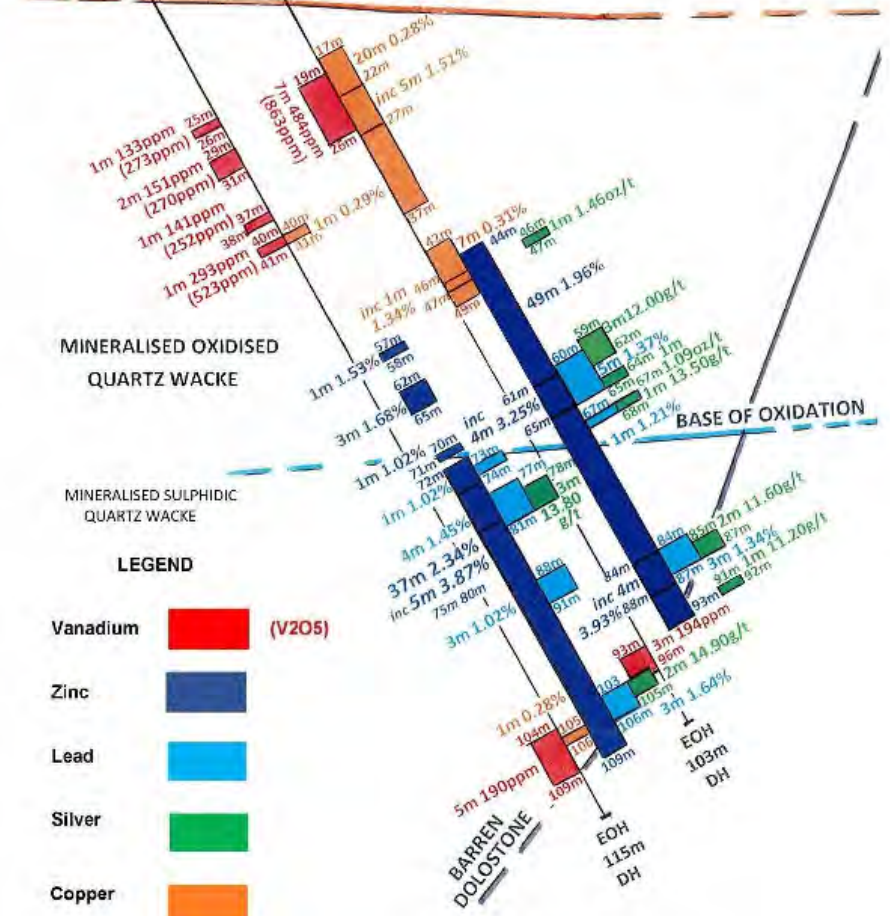 17m
20m 0.28%
22m
19m
inc 5m 1.51%
7m 484ppm
(863ppm)
27m
26m
25m
1m 133ppm
(273ppm)
26m
29m
2m 151ppm
(270ppm)
31m
37m
37m
1m 141ppm
(252ppm)
38m
40m
40m
1m 0.29%
41m
1m 293ppm
(523ppm)
41m
42m
7m 0.31%
44m
46m
1m 1.46oz/t
47m
46m
inc 1m
1.34%
47m
49m
49m 1.96%
MINERALISED OXIDISED
QUARTZ WACKE
57m
1m 1.53%
58m
62m
3m 1.68%
65m
59m
3m12.00g/t
62m
60m
5m 1.37%
64m 1m
1.09oz/t
65m
67m
1m 13.50g/t
68m
67m
1m 1.21%
61m
inc
4m 3.25%
65m
BASE OF OXIDATION
70m
1m 1.02%
71m
72m
73m
74m
1m 1.02%
77m
78m
3m
13.80
g/t
81m
4m 1.45%
37m 2.34%
inc 5m 3.87%
75m 80m
MINERALISED SULPHIDIC
QUARTZ WACKE
84m
85m
2m 11.60g/t
87m
87m
3m 1.34%
91m
1m 11.20g/t
92m
84m
inc 4m
3.93%
88m
93m
88m
91m
3m 1.02%
93m
3m 194ppm
96m
2m 14.90g/t
103
105m
106m
3m 1.64%
1m 0.28%
104m
105
106
109m
5m 190ppm
109m
EOH
103m
DH
EOH
115m
DH
BARREN
DOLOSTONE
LEGEND
Vanadium
(V2O5)
Zinc
Lead
Silver
Copper